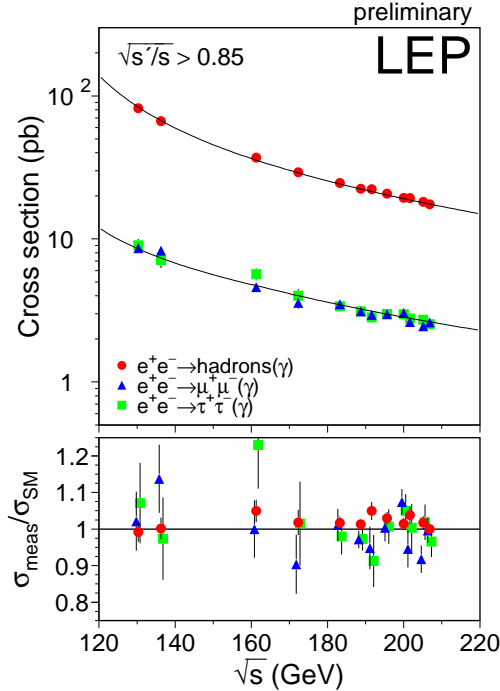 preliminary
√s´/s > 0.85
LEP
Cross section (pb)
10²
10
1
e⁺e⁻→hadrons(γ)
e⁺e⁻→μ⁺μ⁻(γ)
e⁺e⁻→τ⁺τ⁻(γ)
σmeas/σSM
1.2
1.1
1
0.9
0.8
120 140 160 180 200 220
√s (GeV)